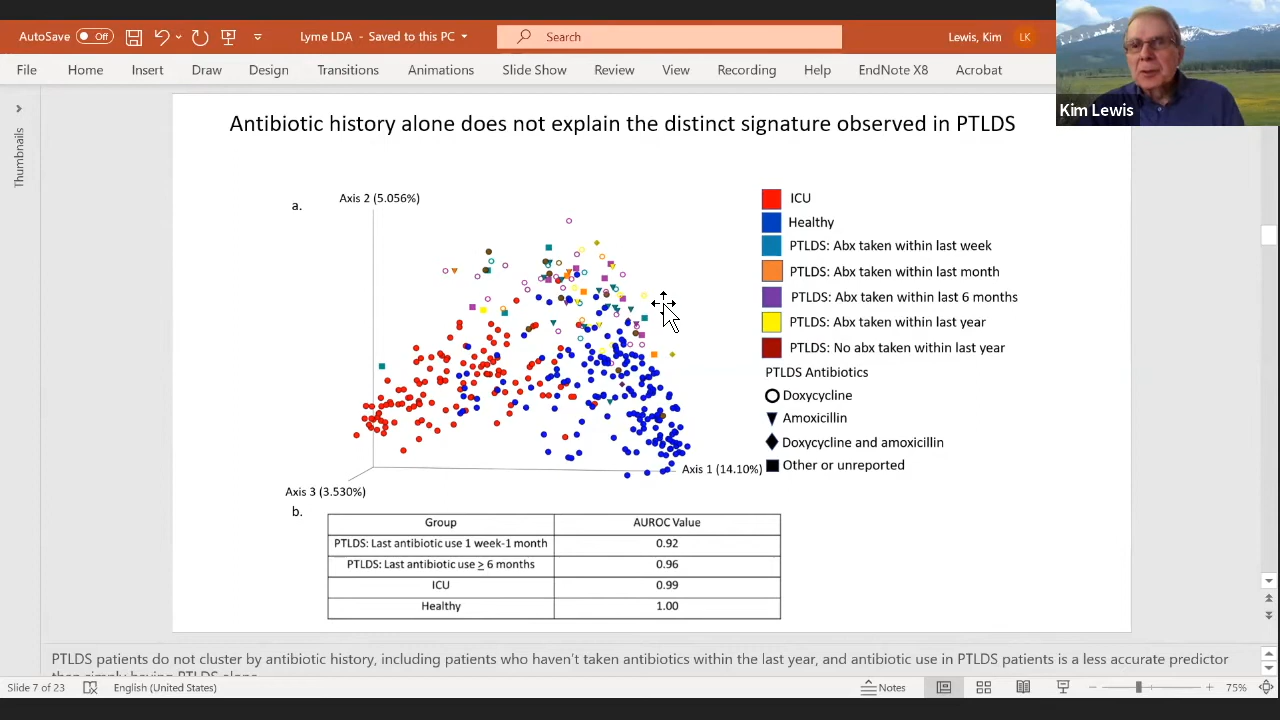 AutoSave Off Lyme LDA - Saved to this PC Search Lewis, Kim LK
File Home Insert Draw Design Transitions Animations Slide Show Review View Recording Help EndNote X8 Acrobat
Kim Lewis
Thumbnails
Antibiotic history alone does not explain the distinct signature observed in PTLDS
a.
Axis 2 (5.056%)
Axis 1 (14.10%)
Axis 3 (3.530%)
ICU
Healthy
PTLDS: Abx taken within last week
PTLDS: Abx taken within last month
PTLDS: Abx taken within last 6 months
PTLDS: Abx taken within last year
PTLDS: No abx taken within last year
PTLDS Antibiotics
Doxycycline
Amoxicillin
Doxycycline and amoxicillin
Other or unreported
b.
Group AUROC Value
PTLDS: Last antibiotic use 1 week-1 month 0.92
PTLDS: Last antibiotic use ≥ 6 months 0.96
ICU 0.99
Healthy 1.00
PTLDS patients do not cluster by antibiotic history, including patients who haven't taken antibiotics within the last year, and antibiotic use in PTLDS patients is a less accurate predictor
than simply having PTLDS alone
Slide 7 of 23 English (United States) Notes 75%